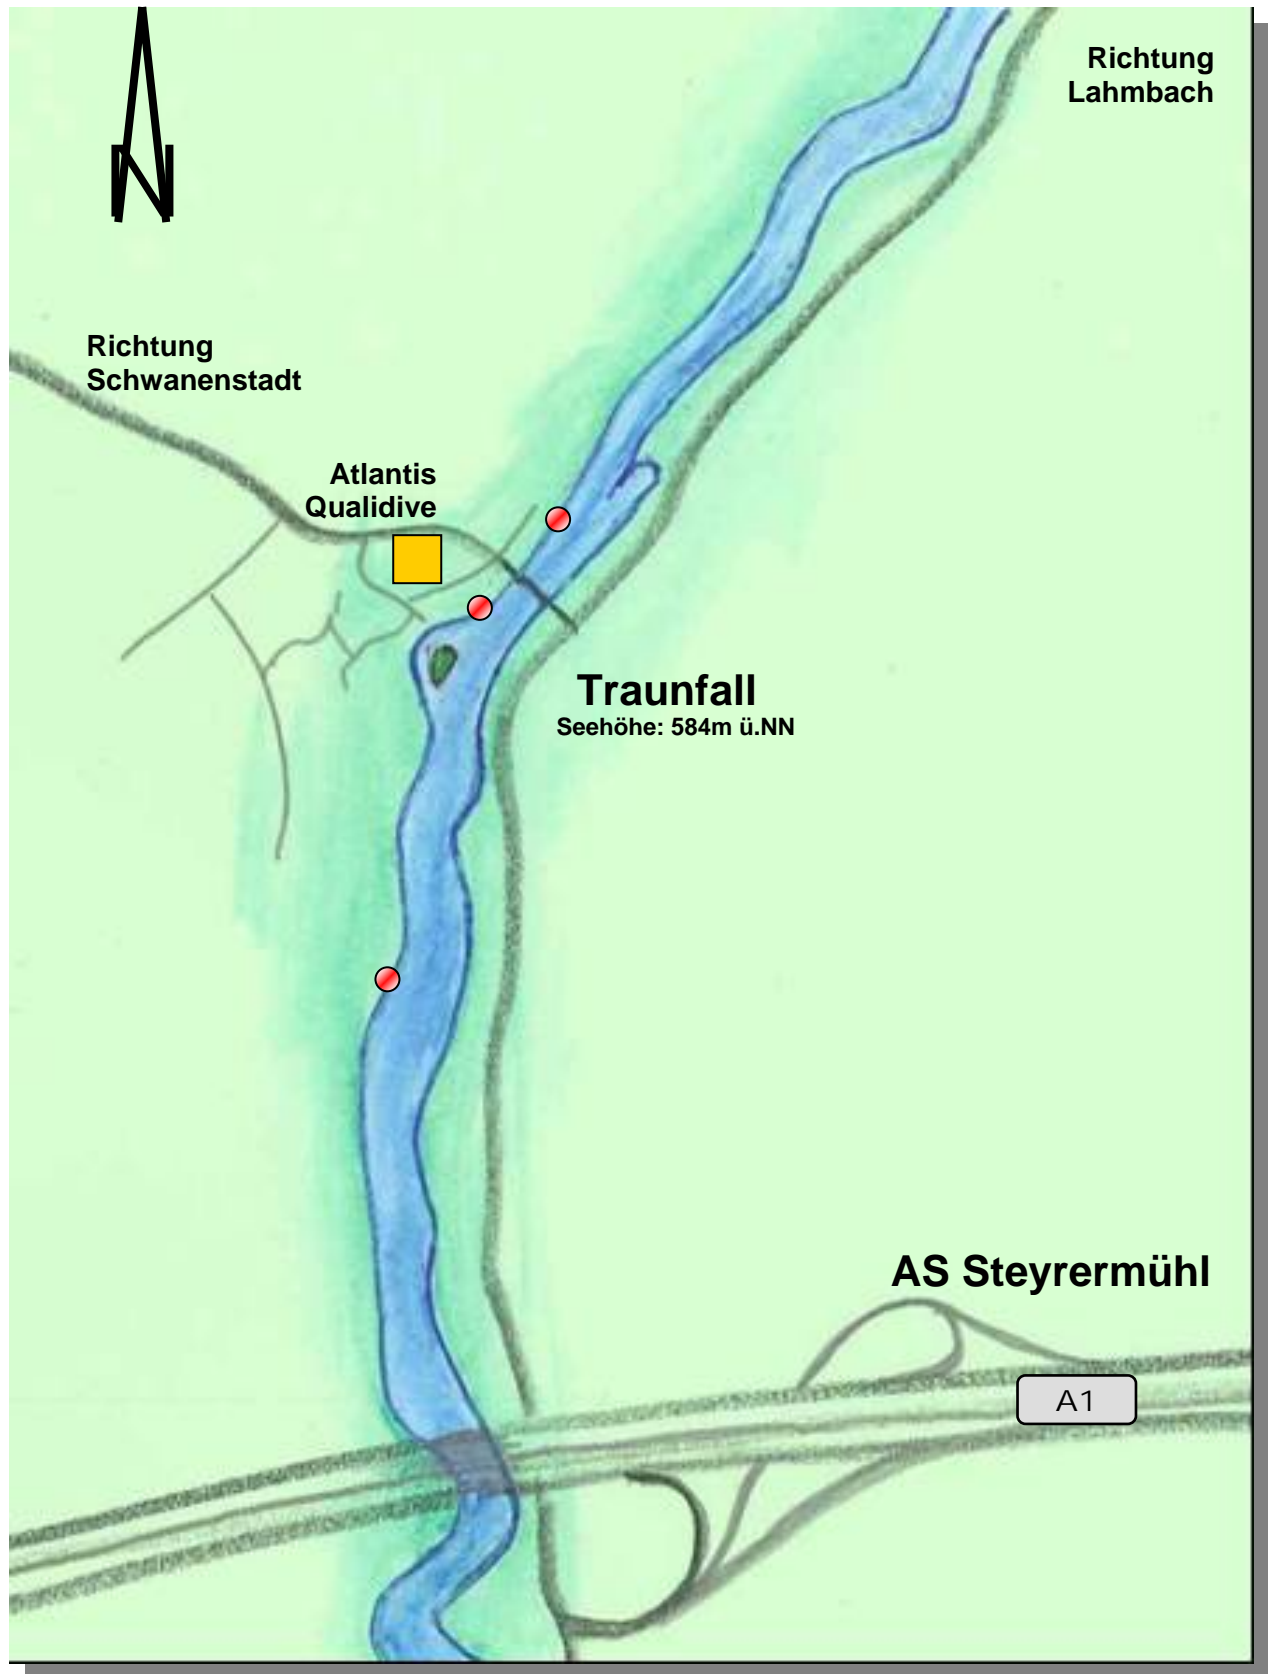 Richtung
Lahmbach
N
Richtung
Schwanenstadt
Atlantis
Qualidive
Traunfall
Seehöhe: 584m ü.NN
AS Steyrermühl
A1